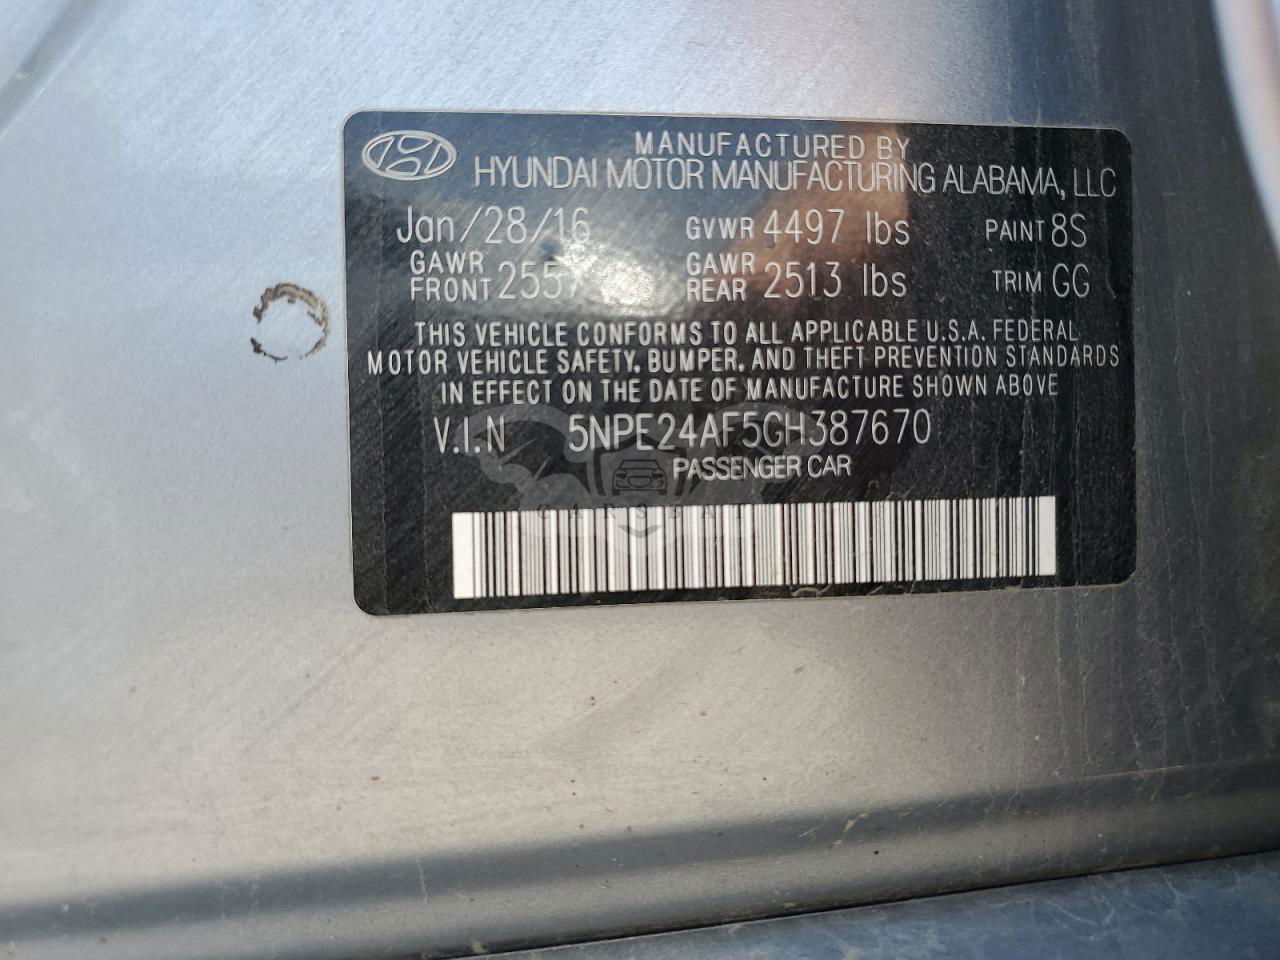 MANUFACTURED BY
HYUNDAI MOTOR MANUFACTURING ALABAMA, LLC
Jan/28/16 GVWR 4497 lbs PAINT 8S
GAWR FRONT 2557 GAWR REAR 2513 lbs TRIM GG
THIS VEHICLE CONFORMS TO ALL APPLICABLE U.S.A. FEDERAL
MOTOR VEHICLE SAFETY, BUMPER, AND THEFT PREVENTION STANDARDS
IN EFFECT ON THE DATE OF MANUFACTURE SHOWN ABOVE
V.I.N 5NPE24AF5GH387670
PASSENGER CAR